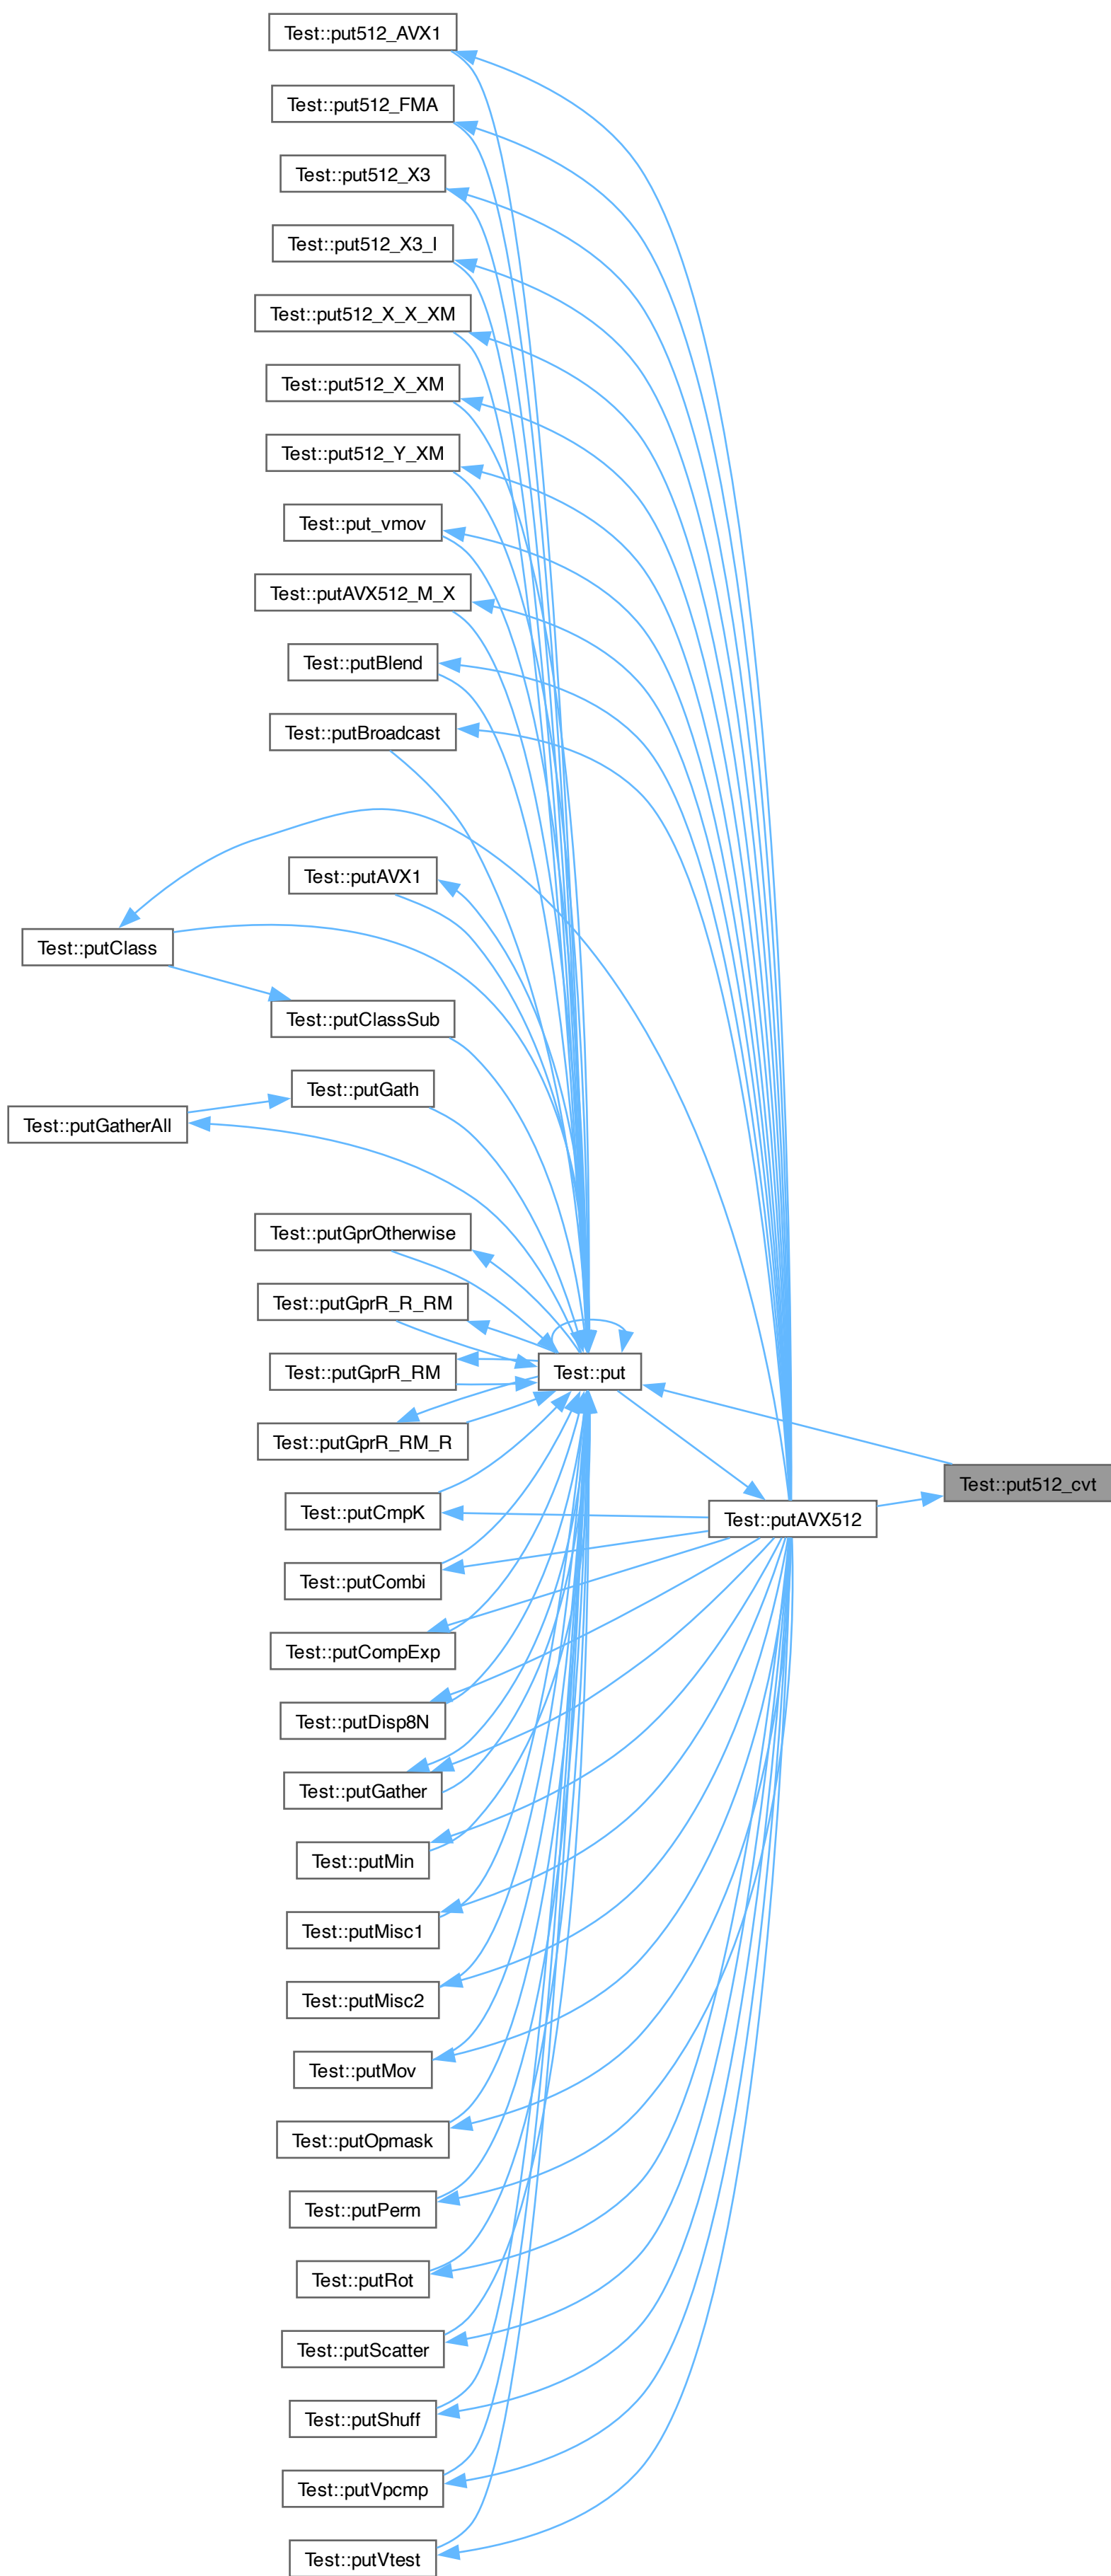 Test::put512_AVX1
Test::put512_FMA
Test::put512_X3
Test::put512_X3_I
Test::put512_X_X_XM
Test::put512_X_XM
Test::put512_Y_XM
Test::put_vmov
Test::putAVX512_M_X
Test::putBlend
Test::putBroadcast
Test::putAVX1
Test::putClass
Test::putClassSub
Test::putGath
Test::putGatherAll
Test::putGprOtherwise
Test::putGprR_R_RM
Test::putGprR_RM
Test::put
Test::putGprR_RM_R
Test::put512_cvt
Test::putCmpK
Test::putAVX512
Test::putCombi
Test::putCompExp
Test::putDisp8N
Test::putGather
Test::putMin
Test::putMisc1
Test::putMisc2
Test::putMov
Test::putOpmask
Test::putPerm
Test::putRot
Test::putScatter
Test::putShuff
Test::putVpcmp
Test::putVtest